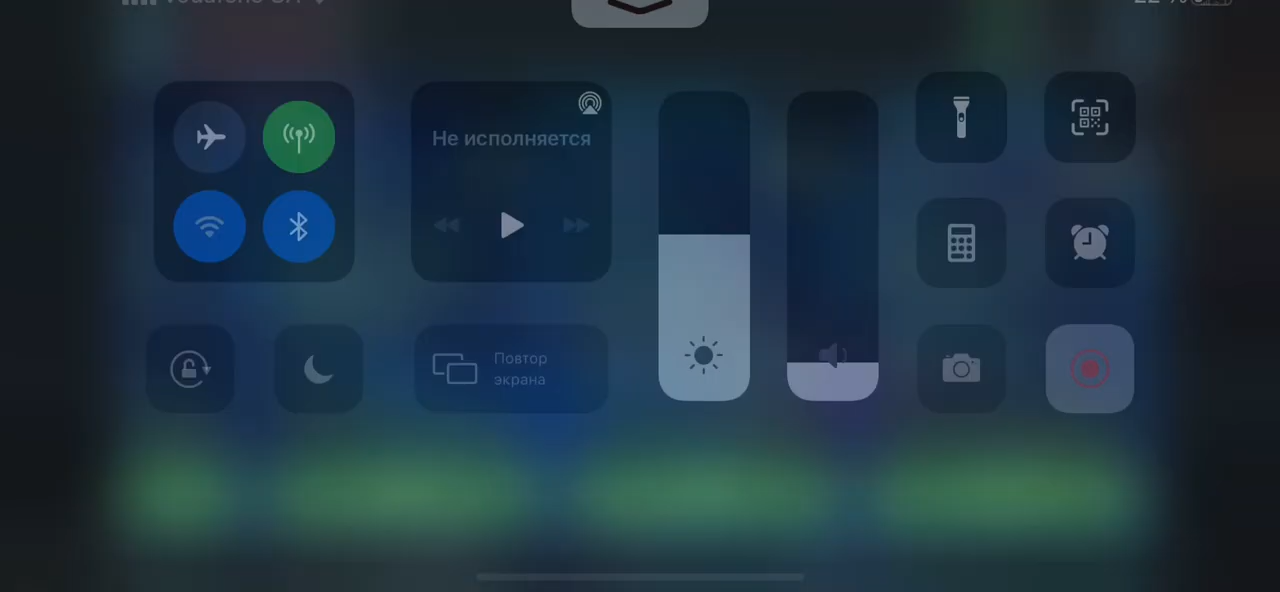 Не исполняется
Повтор
экрана